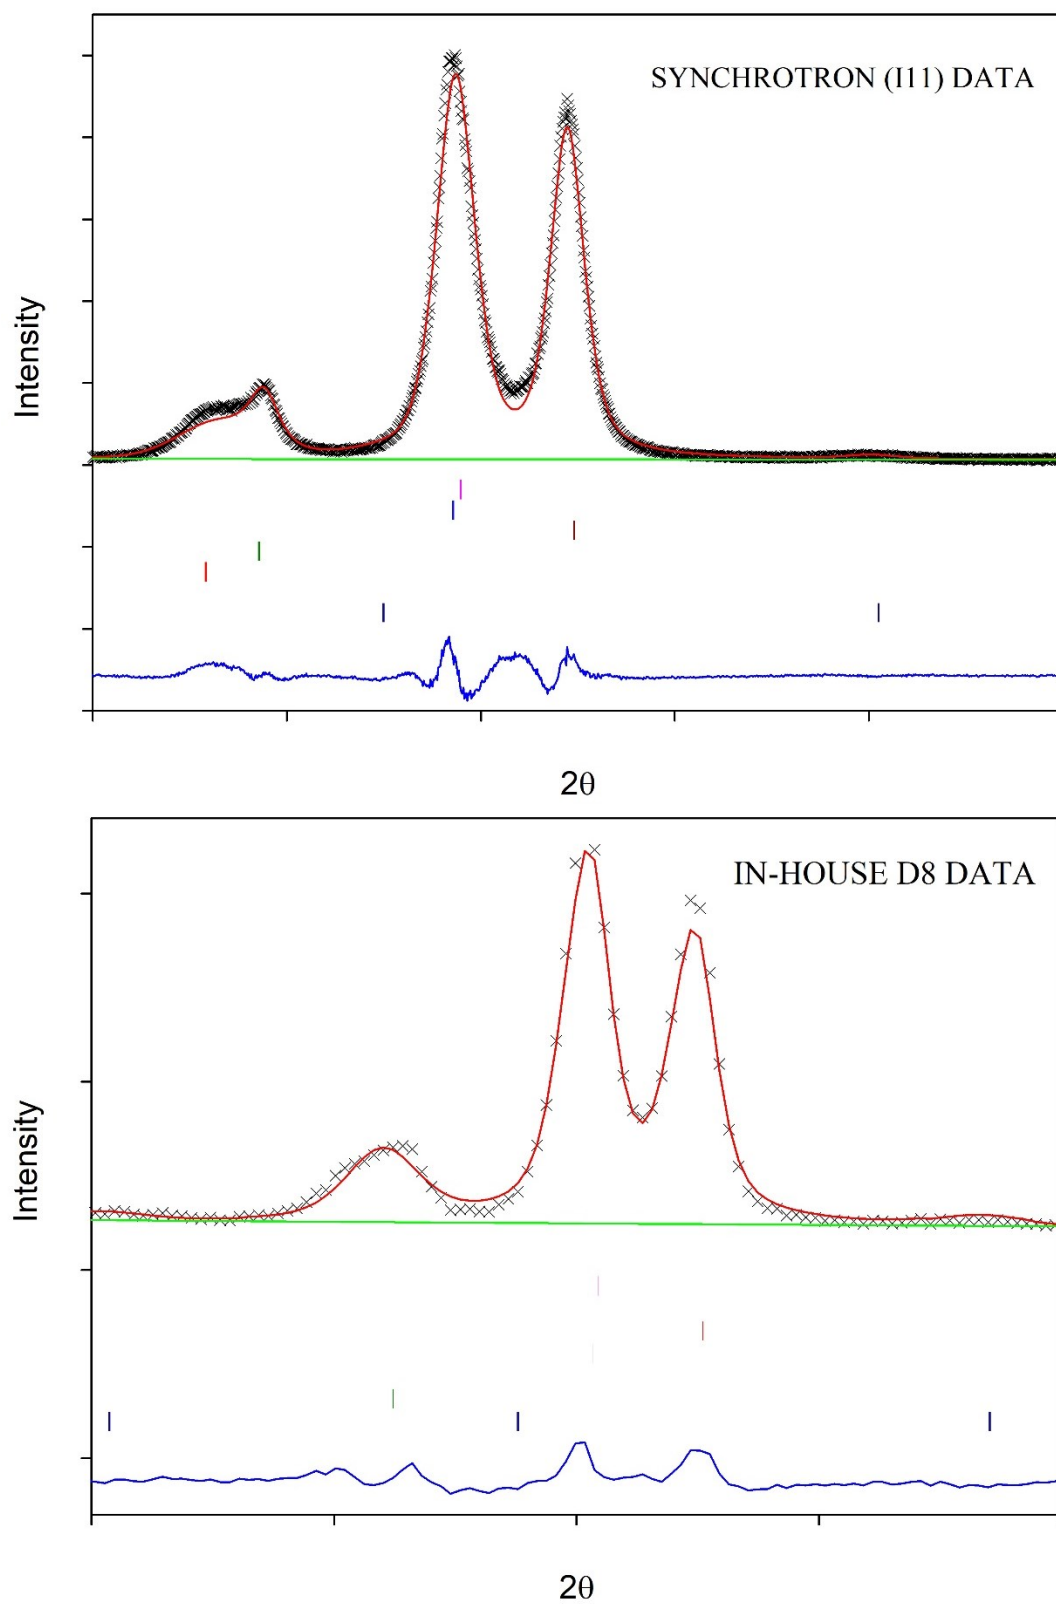 SYNCHROTRON (I11) DATA
Intensity
2θ
IN-HOUSE D8 DATA
Intensity
2θ